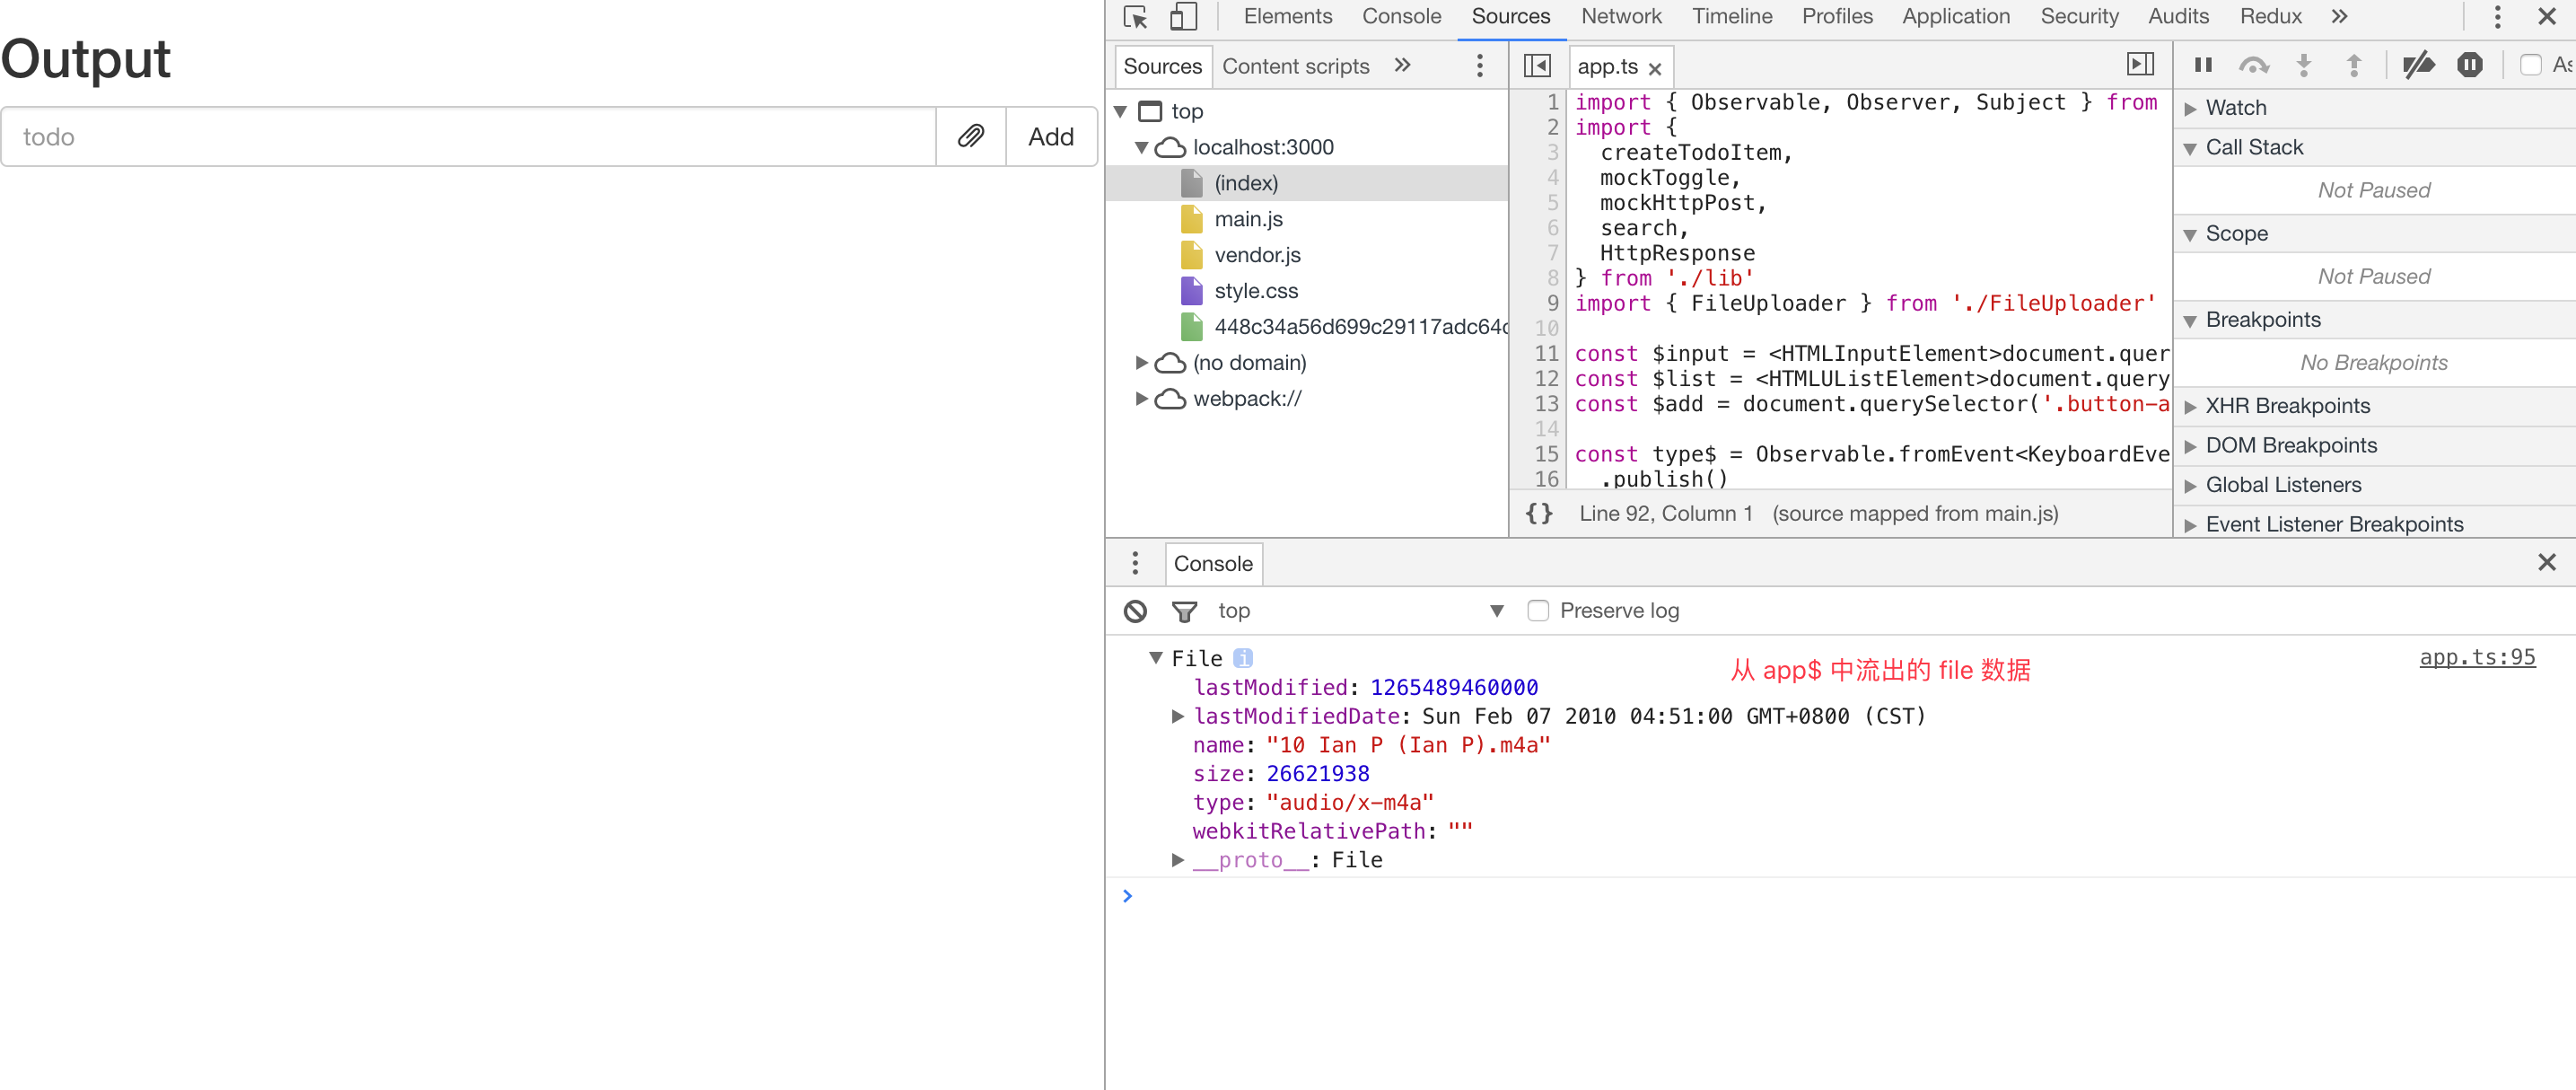 Output
todo
Add
Elements Console Sources Network Timeline Profiles Application Security Audits Redux
Sources Content scripts
top
localhost:3000
(index)
main.js
vendor.js
style.css
448c34a56d699c29117adc64
(no domain)
webpack://
app.ts
1 import { Observable, Observer, Subject } from
2 import {
3 createTodoItem,
4 mockToggle,
5 mockHttpPost,
6 search,
7 HttpResponse
8 } from './lib'
9 import { FileUploader } from './FileUploader'
10
11 const $input = <HTMLInputElement>document.quer
12 const $list = <HTMLUListElement>document.query
13 const $add = document.querySelector('.button-a
14
15 const type$ = Observable.fromEvent<KeyboardEve
16 .publish()
{} Line 92, Column 1 (source mapped from main.js)
As
Watch
Call Stack
Not Paused
Scope
Not Paused
Breakpoints
No Breakpoints
XHR Breakpoints
DOM Breakpoints
Global Listeners
Event Listener Breakpoints
Console
top Preserve log
File i
从 app$ 中流出的 file 数据
app.ts:95
lastModified: 1265489460000
lastModifiedDate: Sun Feb 07 2010 04:51:00 GMT+0800 (CST)
name: "10 Ian P (Ian P).m4a"
size: 26621938
type: "audio/x-m4a"
webkitRelativePath: ""
__proto__: File